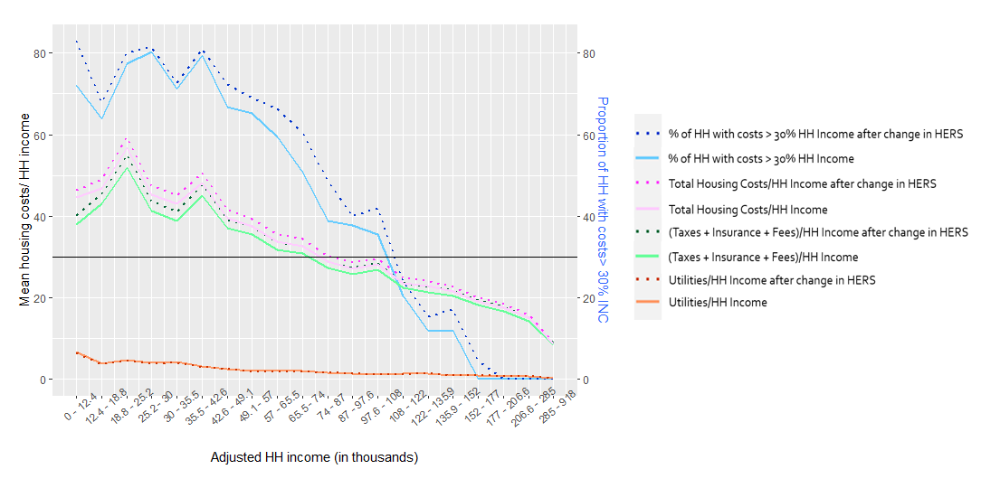 80
60
40
20
0
Mean housing costs/ HH income
80
60
40
20
0
Proportion of HH with costs> 30% INC
0 - 12.4
12.4 - 18.8
18.8 - 25.2
25.2 - 30
30 - 35.5
35.5 - 42.6
42.6 - 49.1
49.1 - 57
57 - 65.5
65.5 - 74
74 - 87
87 - 97.6
97.6 - 108
108 - 122
122 - 135.9
135.9 - 152
152 - 177
177 - 206.6
206.6 - 285
285 - 918
Adjusted HH income (in thousands)
% of HH with costs > 30% HH Income after change in HERS
% of HH with costs > 30% HH Income
Total Housing Costs/HH Income after change in HERS
Total Housing Costs/HH Income
(Taxes + Insurance + Fees)/HH Income after change in HERS
(Taxes + Insurance + Fees)/HH Income
Utilities/HH Income after change in HERS
Utilities/HH Income